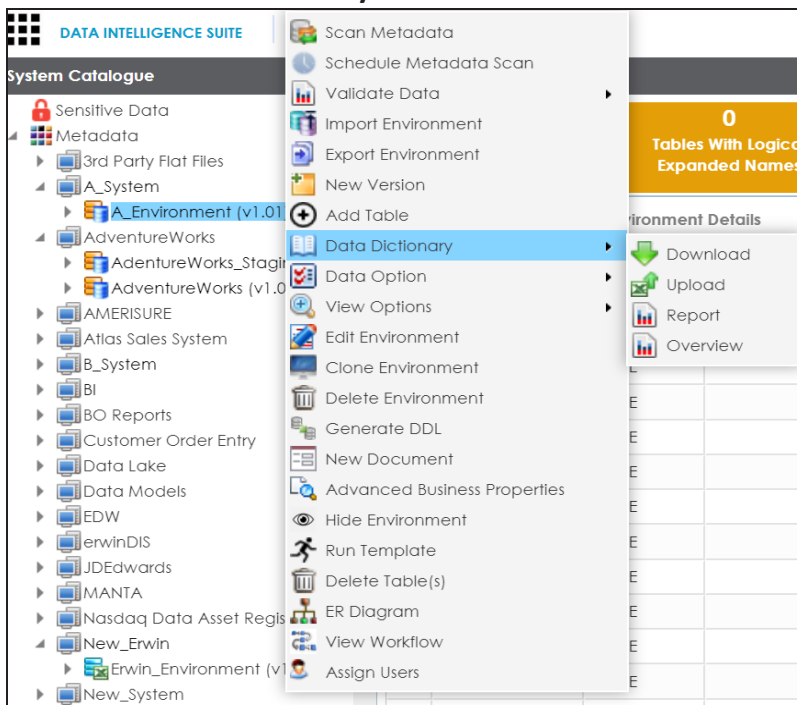 DATA INTELLIGENCE SUITE
System Catalogue
Sensitive Data
Metadata
3rd Party Flat Files
A_System
A_Environment (v1.01
AdventureWorks
AdentureWorks_Stagi
AdventureWorks (v1.0
AMERISURE
Atlas Sales System
B_System
BI
BO Reports
Customer Order Entry
Data Lake
Data Models
EDW
erwinDIS
JDEdwards
MANTA
Nasdaq Data Asset Regis
New_Erwin
Erwin_Environment (v1
New_System
Scan Metadata
Schedule Metadata Scan
Validate Data
Import Environment
Export Environment
New Version
Add Table
Data Dictionary
Data Option
View Options
Edit Environment
Clone Environment
Delete Environment
Generate DDL
New Document
Advanced Business Properties
Hide Environment
Run Template
Delete Table(s)
ER Diagram
View Workflow
Assign Users
0
Tables With Logica
Expanded Names
ironment Details
Download
Upload
Report
Overview
E
E
E
E
E
E
E
E
E